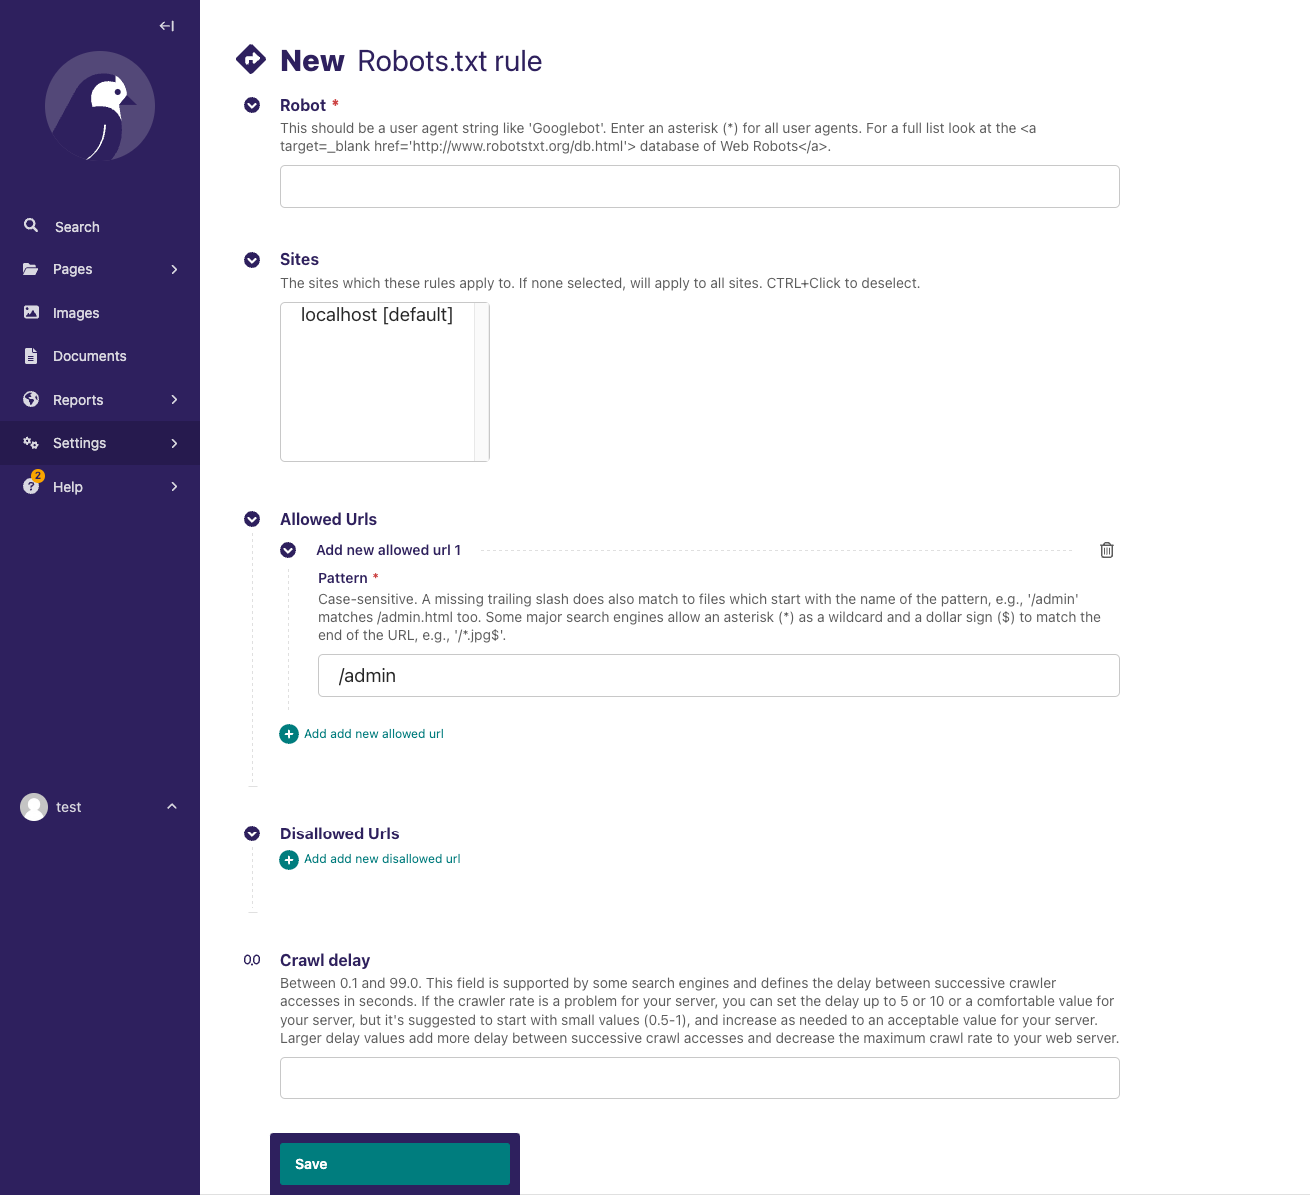 New Robots.txt rule
Robot *
This should be a user agent string like 'Googlebot'. Enter an asterisk (*) for all user agents. For a full list look at the <a
target=_blank href='http://www.robotstxt.org/db.html'> database of Web Robots</a>.
Search
Pages
Images
Documents
Reports
Settings
2
Help
test
Sites
The sites which these rules apply to. If none selected, will apply to all sites. CTRL+Click to deselect.
localhost [default]
Allowed Urls
Add new allowed url 1
Pattern *
Case-sensitive. A missing trailing slash does also match to files which start with the name of the pattern, e.g., '/admin'
matches /admin.html too. Some major search engines allow an asterisk (*) as a wildcard and a dollar sign ($) to match the
end of the URL, e.g., '/*.jpg$'.
/admin
Add add new allowed url
Disallowed Urls
Add add new disallowed url
0,0 Crawl delay
Between 0.1 and 99.0. This field is supported by some search engines and defines the delay between successive crawler
accesses in seconds. If the crawler rate is a problem for your server, you can set the delay up to 5 or 10 or a comfortable value for
your server, but it's suggested to start with small values (0.5-1), and increase as needed to an acceptable value for your server.
Larger delay values add more delay between successive crawl accesses and decrease the maximum crawl rate to your web server.
Save